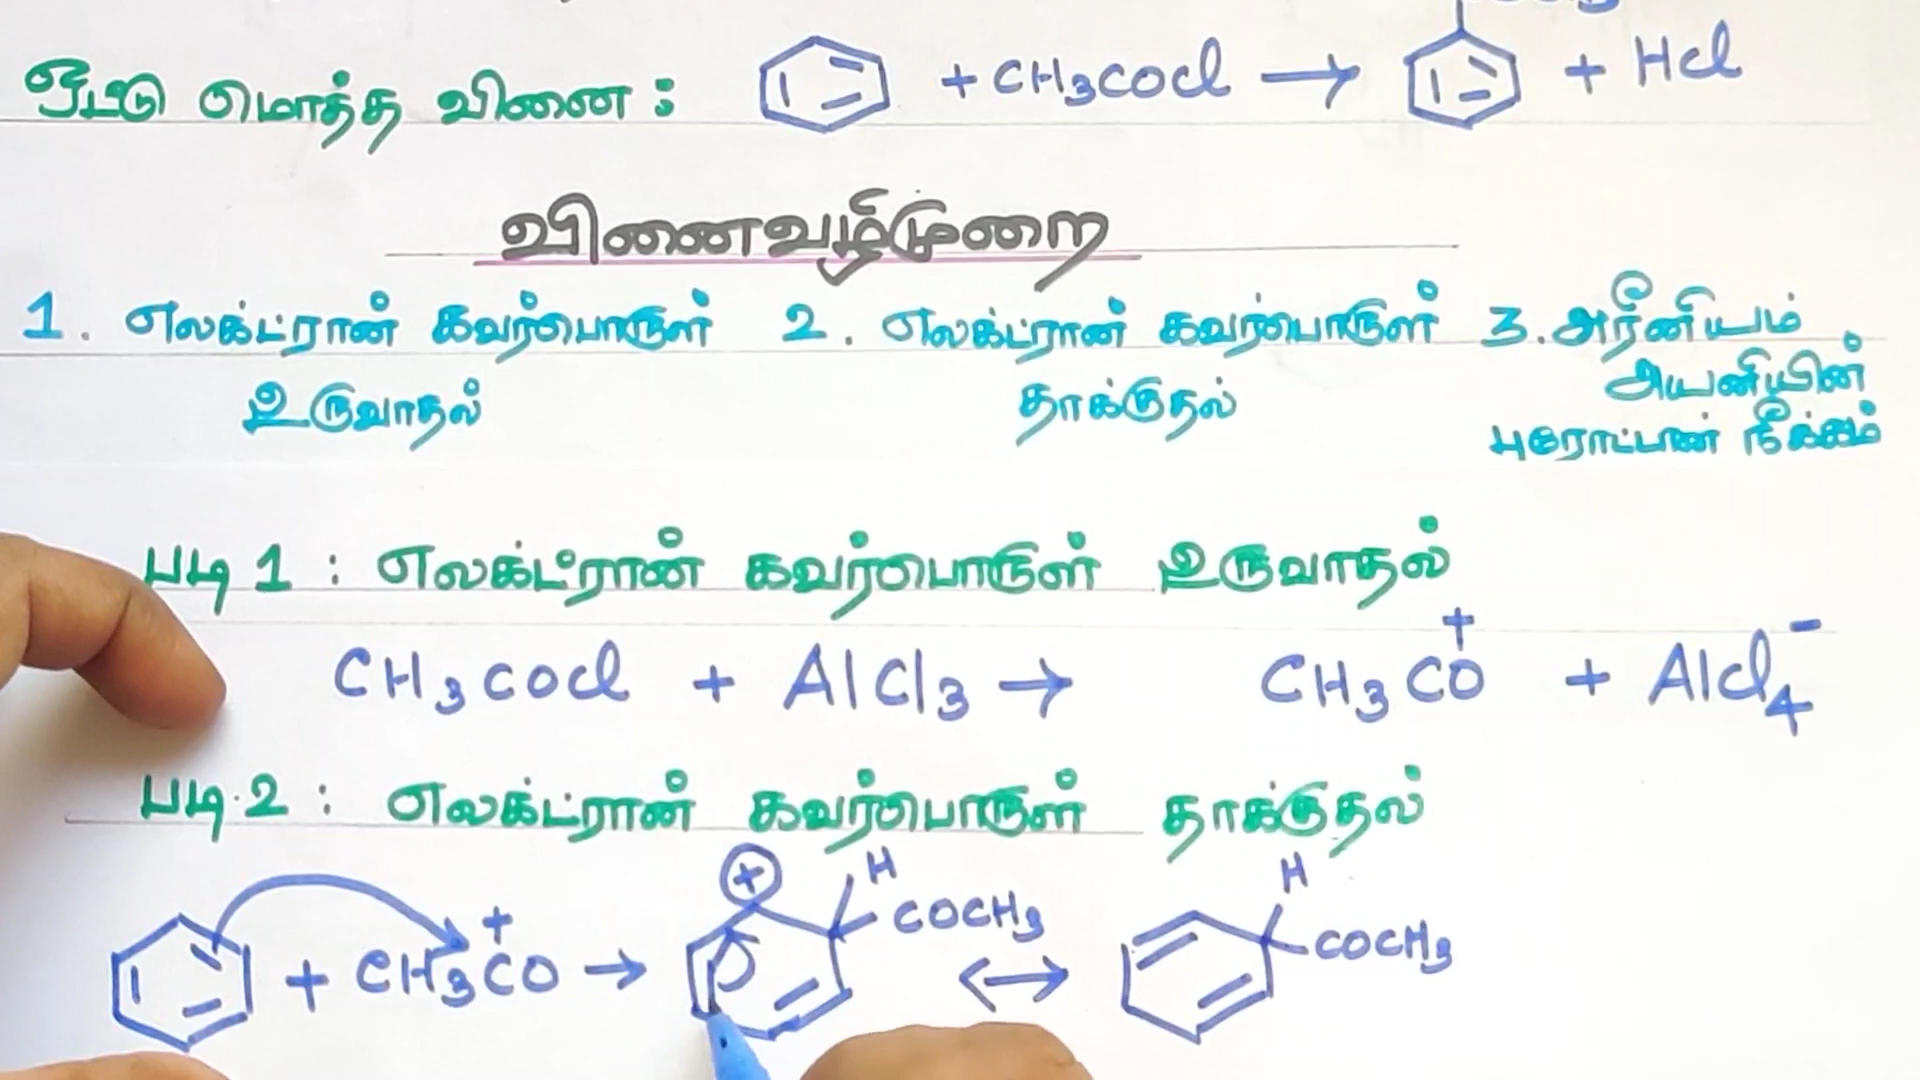 ஒட்டு மொத்த வினை : + CH3COCl → + HCl
வினைவழிமுறை
1. எலக்ட்ரான் கவர்பொருள் 2. எலக்ட்ரான் கவர்பொருள் 3. அரீனியம்
உருவாதல் தாக்குதல் அயனியின்
புரோட்டான் நீக்கம்
படி 1 : எலக்ட்ரான் கவர்பொருள் உருவாதல்
CH3COCl + AlCl3 → CH3CO+ + AlCl4-
படி 2 : எலக்ட்ரான் கவர்பொருள் தாக்குதல்
+ CH3C+O → + H COCH3 ↔ H COCH3